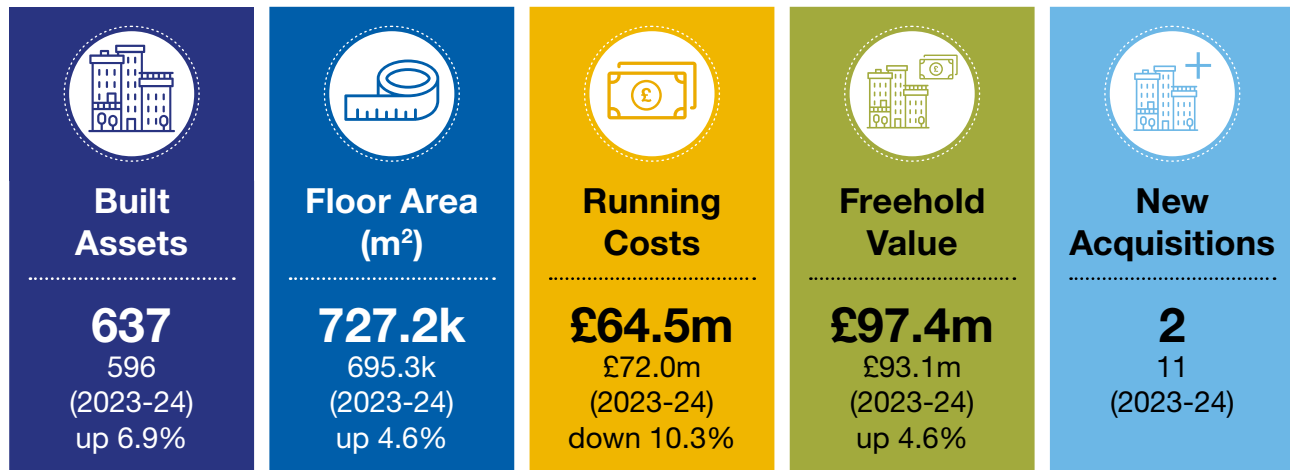 £
£
Built
Assets
637
596
(2023-24)
up 6.9%
Floor Area
(m²)
727.2k
695.3k
(2023-24)
up 4.6%
Running
Costs
£64.5m
£72.0m
(2023-24)
down 10.3%
Freehold
Value
£97.4m
£93.1m
(2023-24)
up 4.6%
New
Acquisitions
2
11
(2023-24)